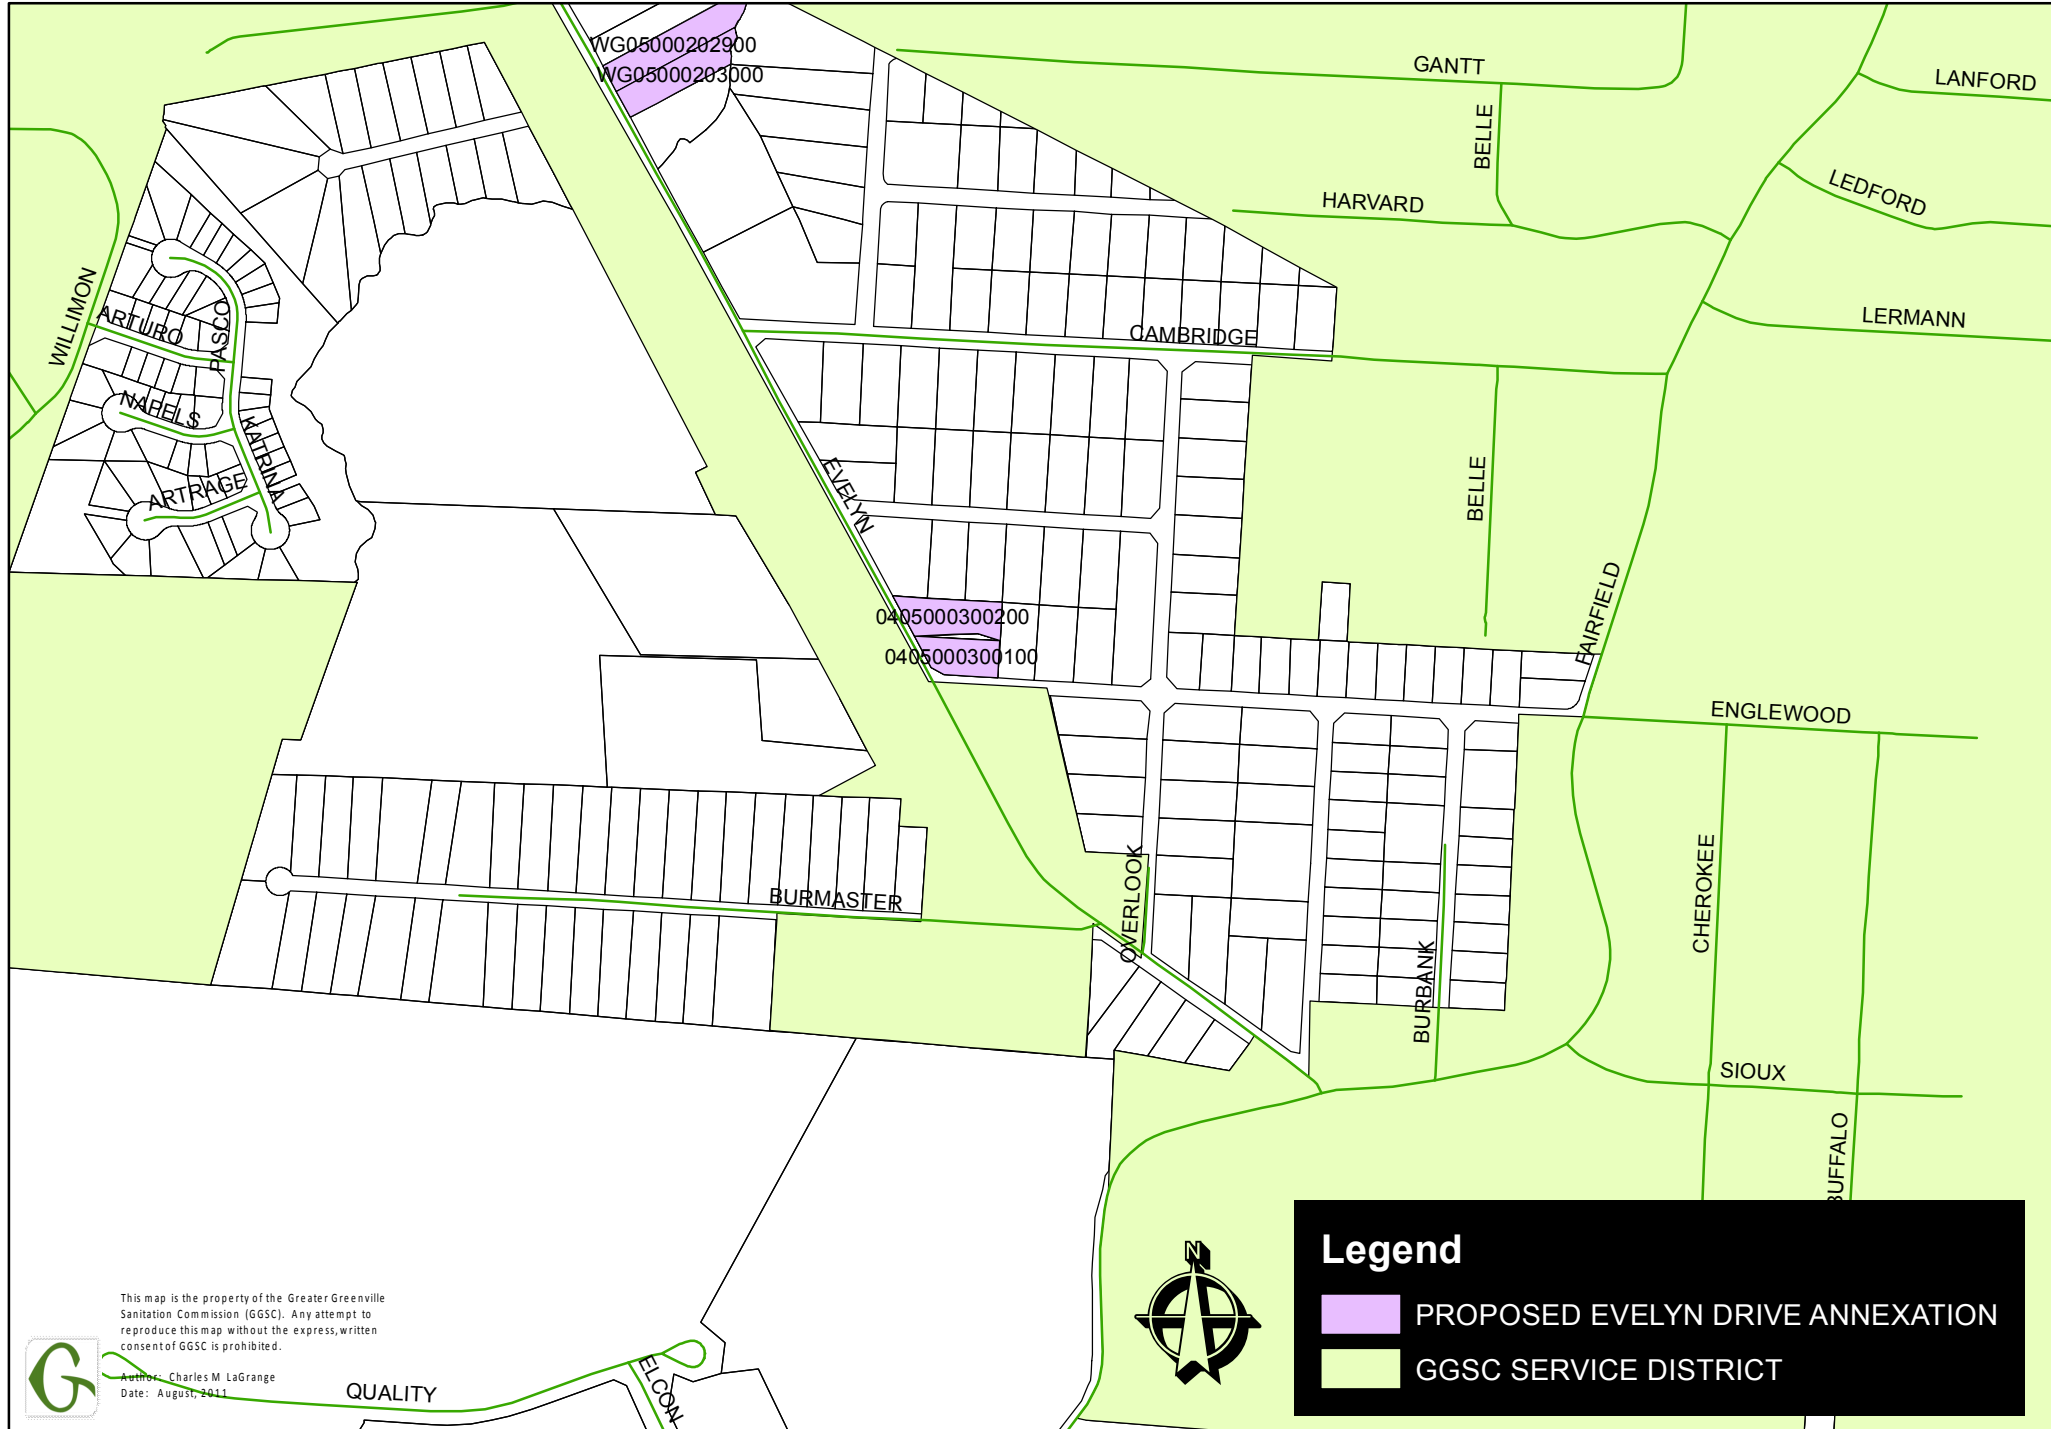 WG05000202900
WG05000203000
GANTT
LANFORD
BELLE
LEDFORD
HARVARD
WILLIMON
ARTURO
PASCO
CAMBRIDGE
LERMANN
NAPELS
KATRINA
ARTRAGE
EVELYN
BELLE
FAIRFIELD
0405000300200
0405000300100
ENGLEWOOD
BURMASTER
OVERLOOK
BURBANK
CHEROKEE
SIOUX
BUFFALO
QUALITY
ELCON
N
Legend
PROPOSED EVELYN DRIVE ANNEXATION
GGSC SERVICE DISTRICT
This map is the property of the Greater Greenville
Sanitation Commission (GGSC). Any attempt to
reproduce this map without the express, written
consent of GGSC is prohibited.
Author: Charles M LaGrange
Date: August, 2011
G